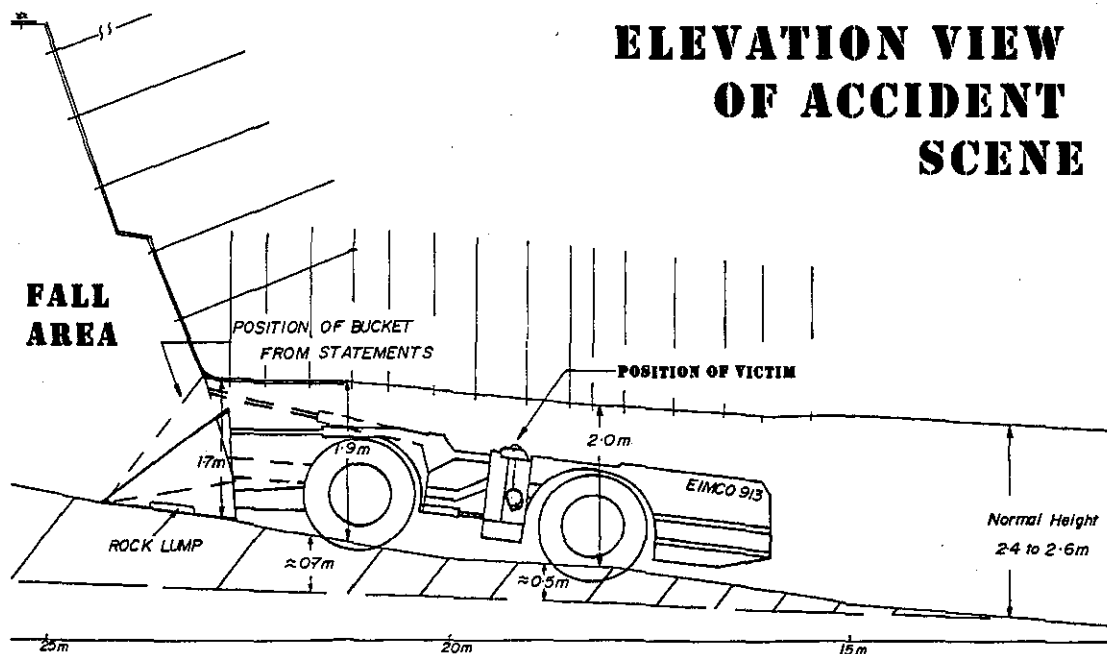 ELEVATION VIEW
OF ACCIDENT
SCENE
FALL
AREA
POSITION OF BUCKET
FROM STATEMENTS
POSITION OF VICTIM
1·7m
1·9m
2·0m
EIMCO 913
ROCK LUMP
≈0·7m
≈0·5m
Normal Height
2·4 to 2·6m
25m
20m
15m